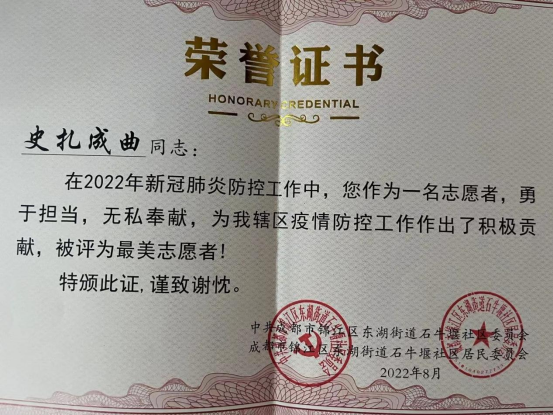 荣誉证书
HONORARY CREDENTIAL
史扎成曲同志：
在2022年新冠肺炎防控工作中，您作为一名志愿者，勇
于担当，无私奉献，为我辖区疫情防控工作作出了积极贡
献，被评为最美志愿者!
特颁此证,谨致谢忱。
中共成都市锦江区东湖街道石牛堰社区委员会
成都市锦江区东湖街道石牛堰社区居民委员会
2022年8月